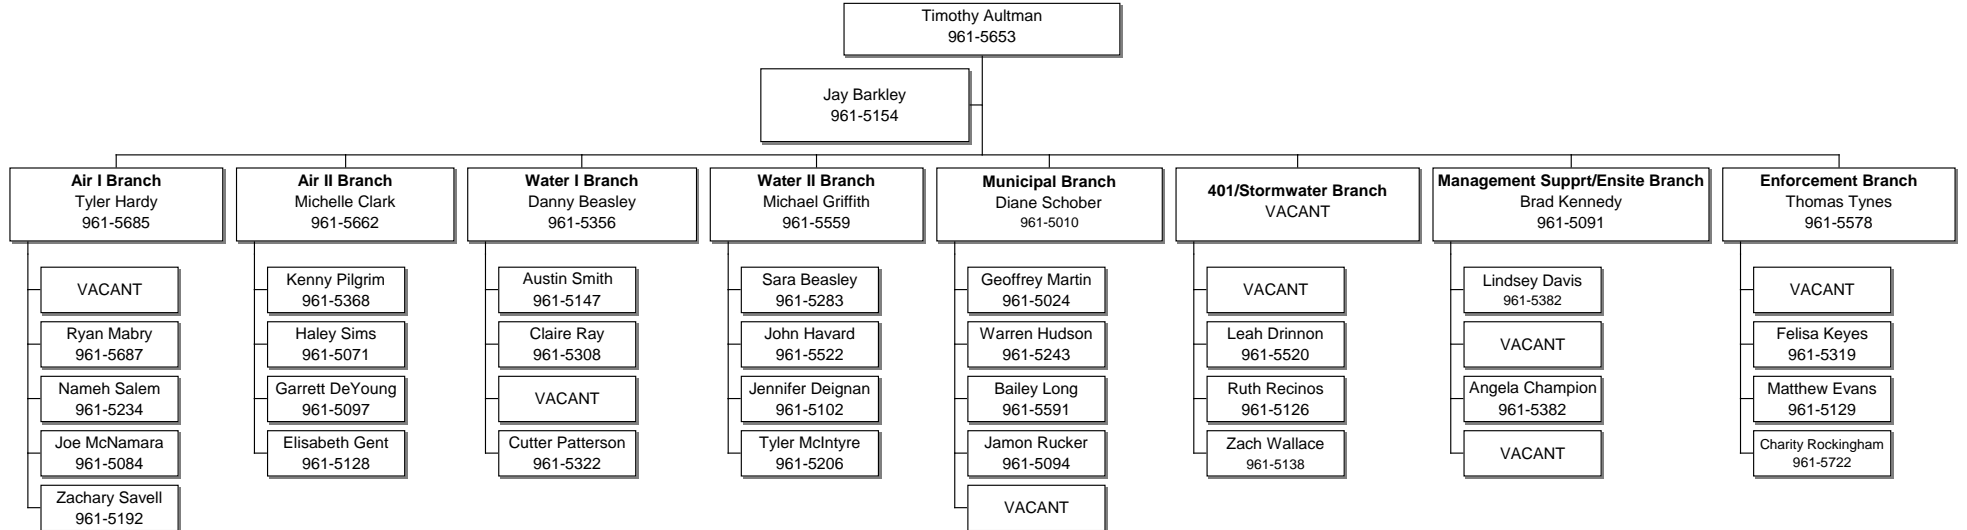 Timothy Aultman
961-5653
Jay Barkley
961-5154
Air I Branch
Tyler Hardy
961-5685
Air II Branch
Michelle Clark
961-5662
Water I Branch
Danny Beasley
961-5356
Water II Branch
Michael Griffith
961-5559
Municipal Branch
Diane Schober
961-5010
401/Stormwater Branch
VACANT
Management Supprt/Ensite Branch
Brad Kennedy
961-5091
Enforcement Branch
Thomas Tynes
961-5578
VACANT
Ryan Mabry
961-5687
Nameh Salem
961-5234
Joe McNamara
961-5084
Zachary Savell
961-5192
Kenny Pilgrim
961-5368
Haley Sims
961-5071
Garrett DeYoung
961-5097
Elisabeth Gent
961-5128
Austin Smith
961-5147
Claire Ray
961-5308
VACANT
Cutter Patterson
961-5322
Sara Beasley
961-5283
John Havard
961-5522
Jennifer Deignan
961-5102
Tyler McIntyre
961-5206
Geoffrey Martin
961-5024
Warren Hudson
961-5243
Bailey Long
961-5591
Jamon Rucker
961-5094
VACANT
VACANT
Leah Drinnon
961-5520
Ruth Recinos
961-5126
Zach Wallace
961-5138
Lindsey Davis
961-5382
VACANT
Angela Champion
961-5382
VACANT
VACANT
Felisa Keyes
961-5319
Matthew Evans
961-5129
Charity Rockingham
961-5722